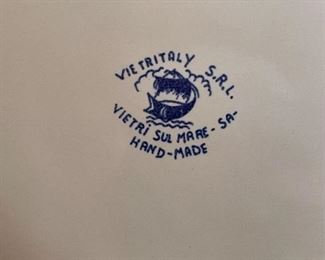 VIETRITALY S.R.L.
VIETRI SUL MARE - SA -
HAND-MADE